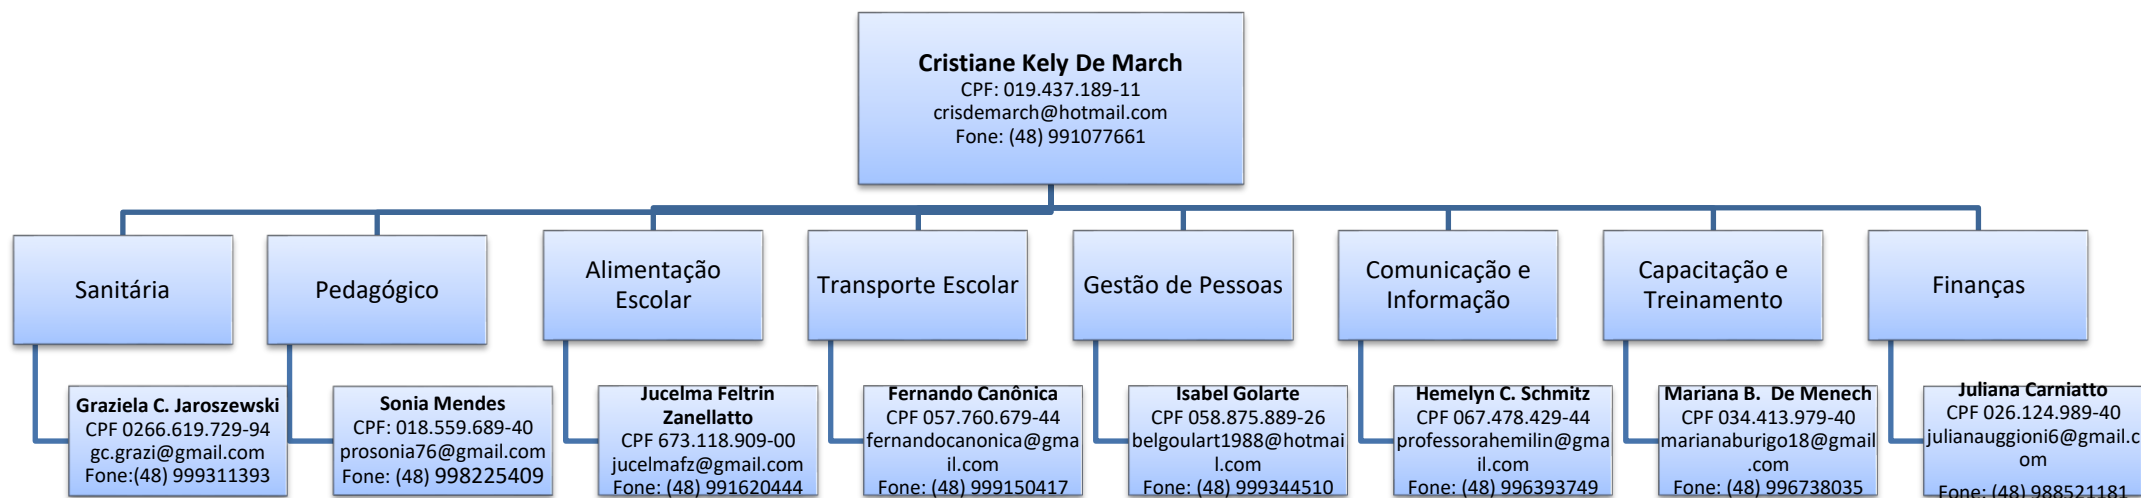 Cristiane Kely De March
CPF: 019.437.189-11
crisdemarch@hotmail.com
Fone: (48) 991077661
Sanitária
Pedagógico
Alimentação
Escolar
Transporte Escolar
Gestão de Pessoas
Comunicação e
Informação
Capacitação e
Treinamento
Finanças
Graziela C. Jaroszewski
CPF 0266.619.729-94
gc.grazi@gmail.com
Fone:(48) 999311393
Sonia Mendes
CPF: 018.559.689-40
prosonia76@gmail.com
Fone: (48) 998225409
Jucelma Feltrin
Zanellatto
CPF 673.118.909-00
jucelmafz@gmail.com
Fone: (48) 991620444
Fernando Canônica
CPF 057.760.679-44
fernandocanonica@gma
il.com
Fone: (48) 999150417
Isabel Golarte
CPF 058.875.889-26
belgoulart1988@hotmai
l.com
Fone: (48) 999344510
Hemelyn C. Schmitz
CPF 067.478.429-44
professorahemilin@gma
il.com
Fone: (48) 996393749
Mariana B. De Menech
CPF 034.413.979-40
marianaburigo18@gmail
.com
Fone: (48) 996738035
Juliana Carniatto
CPF 026.124.989-40
julianauggioni6@gmail.c
om
Fone: (48) 988521181